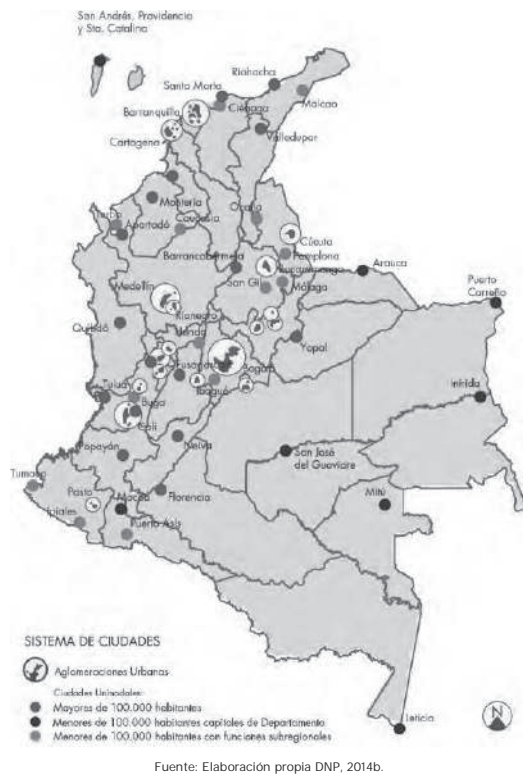 San Andrés, Providencia
y Sta. Catalina
Riohacha
Santa Marta
Maicao
Ciénaga
Barranquilla
Cartagena
Valledupar
Montería
Ocaña
Turbo
Caucasia
Apartadó
Cúcuta
Pamplona
Barrancabermeja
Arauca
Bucaramanga
San Gil
Málaga
Puerto
Carreño
Medellín
Rionegro
Quibdó
Honda
Yopal
Bogotá
Tuluá
Ibagué
Buga
Inírida
Cali
Neiva
San José
del Guaviare
Popayán
Mitú
Tumaco
Pasto
Mocoa
Florencia
Ipiales
Puerto Asís
SISTEMA DE CIUDADES
Aglomeraciones Urbanas
Ciudades Uninodales:
Mayores de 100.000 habitantes
Menores de 100.000 habitantes capitales de Departamento
Menores de 100.000 habitantes con funciones subregionales
N
Leticia
Fuente: Elaboración propia DNP, 2014b.